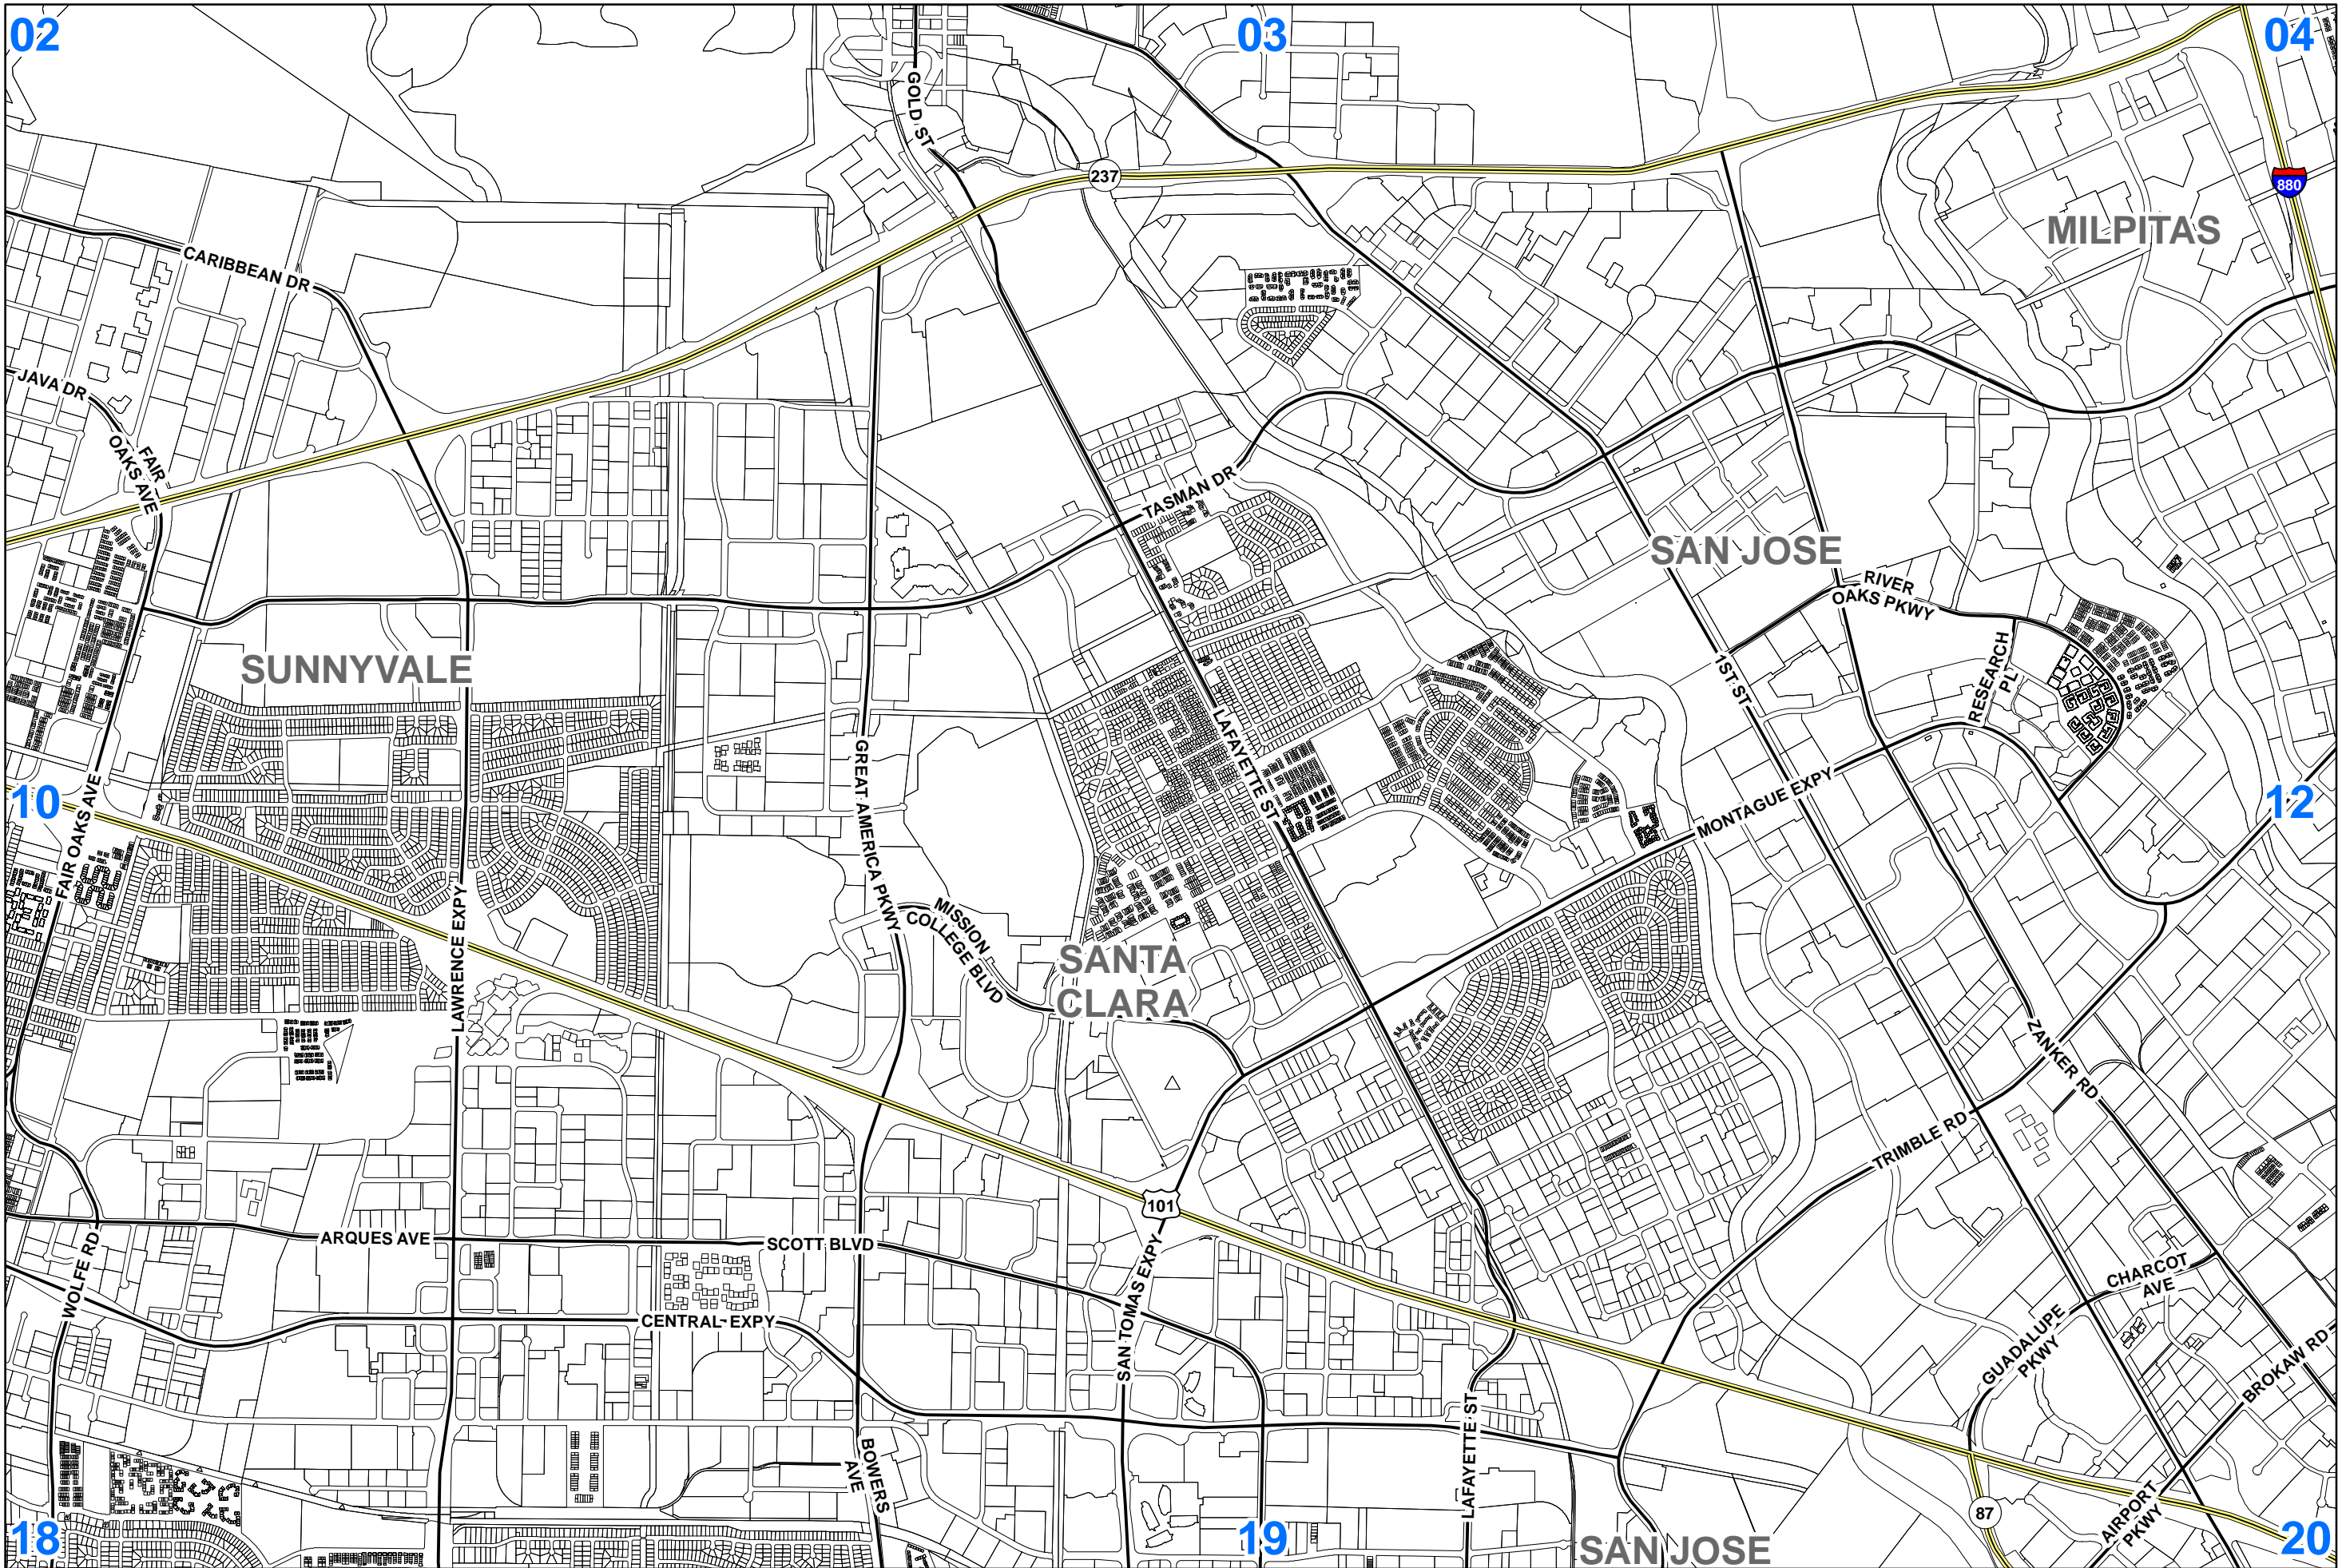 02
03
04
GOLD ST
237
880
MILPITAS
CARIBBEAN DR
JAVA DR
FAIR
OAKS AVE
TASMAN DR
SAN JOSE
RIVER
OAKS PKWY
SUNNYVALE
1ST ST
RESEARCH
PL
LAFAYETTE ST
GREAT AMERICA PKWY
10
FAIR OAKS AVE
MONTAGUE EXPY
12
LAWRENCE EXPY
MISSION
COLLEGE BLVD
SANTA
CLARA
ZANKER RD
TRIMBLE RD
101
ARQUES AVE
SCOTT BLVD
WOLFE RD
SAN TOMAS EXPY
CHARCOT
AVE
CENTRAL EXPY
GUADALUPE
PKWY
BROKAW RD
LAFAYETTE ST
BOWERS
AVE
87
AIRPORT
PKWY
18
19
SAN JOSE
20